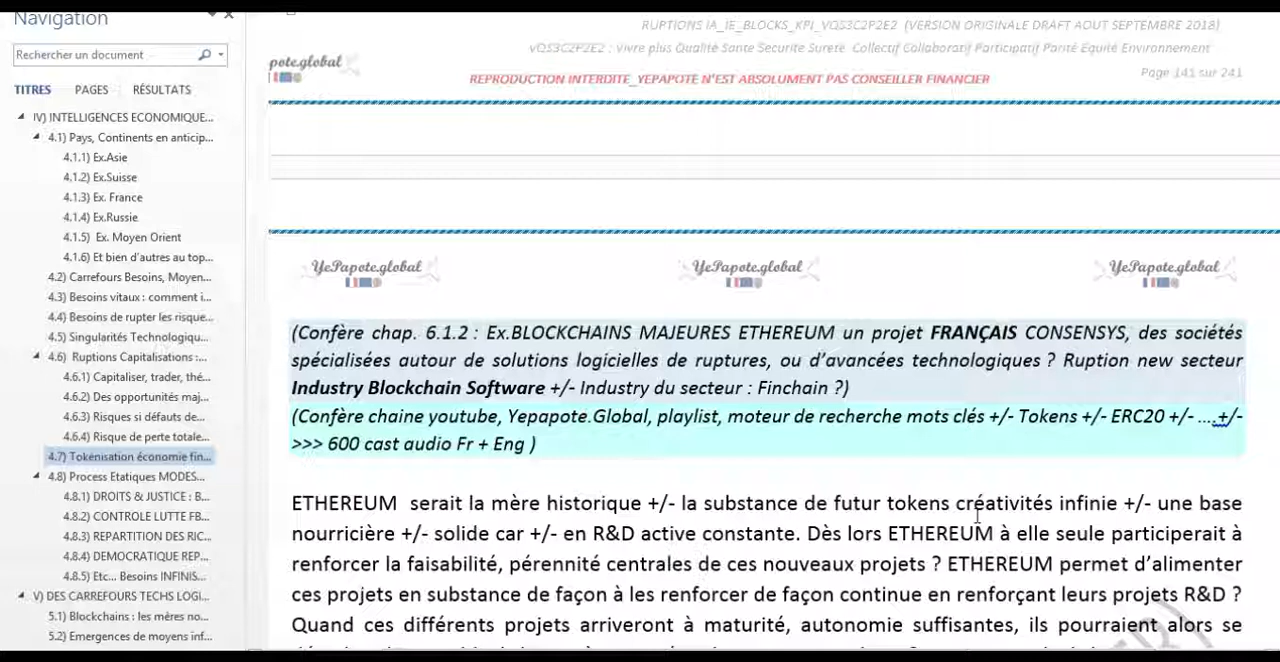 Navigation
Rechercher un document
TITRES PAGES RÉSULTATS
IV) INTELLIGENCES ECONOMIQUE...
4.1) Pays, Continents en anticip...
4.1.1) Ex.Asie
4.1.2) Ex.Suisse
4.1.3) Ex. France
4.1.4) Ex.Russie
4.1.5) Ex. Moyen Orient
4.1.6) Et bien d'autres au top...
4.2) Carrefours Besoins, Moyen...
4.3) Besoins vitaux : comment i...
4.4) Besoins de rupter les risque...
4.5) Singularités Technologiqu...
4.6) Ruptions Capitalisations :...
4.6.1) Capitaliser, trader, thé...
4.6.2) Des opportunités maj...
4.6.3) Risques si défauts de...
4.6.4) Risque de perte totale...
4.7) Tokenisation économie fin...
4.8) Process Etatiques MODES...
4.8.1) DROITS & JUSTICE : B...
4.8.2) CONTROLE LUTTE FB...
4.8.3) REPARTITION DES RIC...
4.8.4) DEMOCRATIQUE REP...
4.8.5) Etc... Besoins INFINIS...
V) DES CARREFOURS TECHS LOGI...
5.1) Blockchains : les mères no...
5.2) Emergences de moyens inf...
RUPTIONS IA_IE_BLOCKS_KPI_VQS3C2P2E2 (VERSION ORIGINALE DRAFT AOUT SEPTEMBRE 2018)
VQS3C2P2E2 : vivre plus Qualité Santé Sécurité Sureté Collectif Collaboratif Participatif Parité Equité Environnement
pote.global
REPRODUCTION INTERDITE_YEPAPOTE N'EST ABSOLUMENT PAS CONSEILLER FINANCIER
Page 141 sur 241
YePapote.global YePapote.global YePapote.global
(Confère chap. 6.1.2 : Ex.BLOCKCHAINS MAJEURES ETHEREUM un projet FRANÇAIS CONSENSYS, des sociétés
spécialisées autour de solutions logicielles de ruptures, ou d'avancées technologiques ? Ruption new secteur
Industry Blockchain Software +/- Industry du secteur : Finchain ?)
(Confère chaine youtube, Yepapote.Global, playlist, moteur de recherche mots clés +/- Tokens +/- ERC20 +/- ....+/-
>>> 600 cast audio Fr + Eng )
ETHEREUM serait la mère historique +/- la substance de futur tokens créativités infinie +/- une base
nourricière +/- solide car +/- en R&D active constante. Dès lors ETHEREUM à elle seule participerait à
renforcer la faisabilité, pérennité centrales de ces nouveaux projets ? ETHEREUM permet d'alimenter
ces projets en substance de façon à les renforcer de façon continue en renforçant leurs projets R&D ?
Quand ces différents projets arriveront à maturité, autonomie suffisantes, ils pourraient alors se